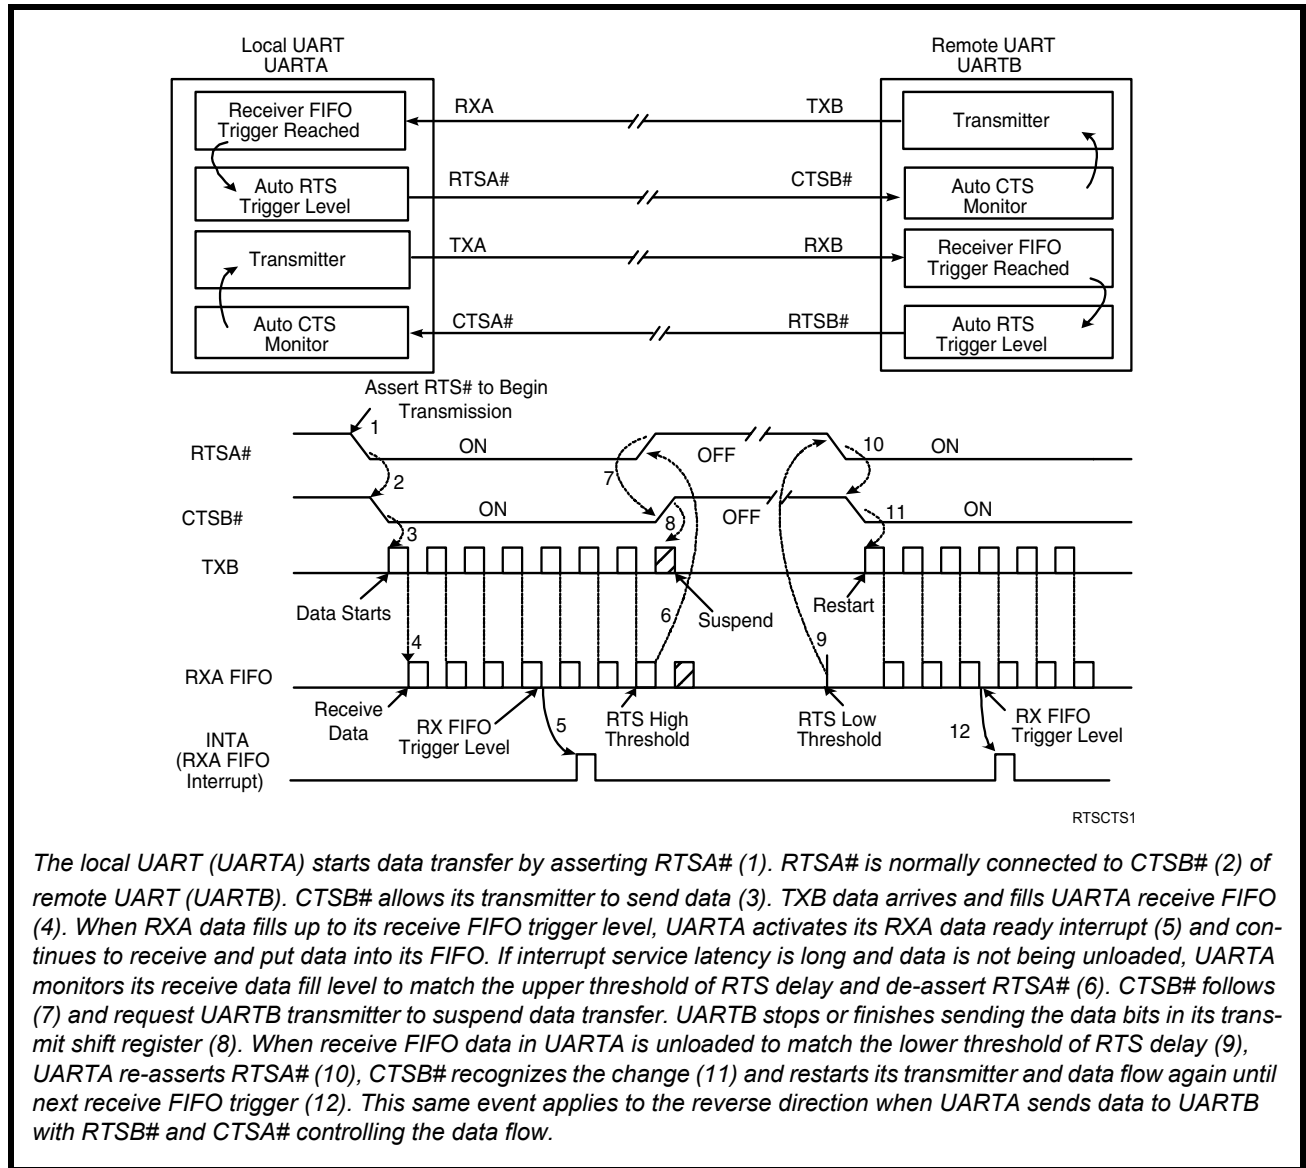 Local UART
UARTA
Remote UART
UARTB
Receiver FIFO
Trigger Reached
RXA
TXB
Transmitter
Auto RTS
Trigger Level
RTSA#
CTSB#
Auto CTS
Monitor
Transmitter
TXA
RXB
Receiver FIFO
Trigger Reached
Auto CTS
Monitor
CTSA#
RTSB#
Auto RTS
Trigger Level
Assert RTS# to Begin
Transmission
1
RTSA#
ON
7
OFF
10
ON
2
CTSB#
ON
8
OFF
11
ON
3
TXB
Data Starts
6
Suspend
Restart
4
9
RXA FIFO
Receive
Data
RX FIFO
Trigger Level
5
RTS High
Threshold
RTS Low
Threshold
12
RX FIFO
Trigger Level
INTA
(RXA FIFO
Interrupt)
RTSCTS1
The local UART (UARTA) starts data transfer by asserting RTSA# (1). RTSA# is normally connected to CTSB# (2) of
remote UART (UARTB). CTSB# allows its transmitter to send data (3). TXB data arrives and fills UARTA receive FIFO
(4). When RXA data fills up to its receive FIFO trigger level, UARTA activates its RXA data ready interrupt (5) and con-
tinues to receive and put data into its FIFO. If interrupt service latency is long and data is not being unloaded, UARTA
monitors its receive data fill level to match the upper threshold of RTS delay and de-assert RTSA# (6). CTSB# follows
(7) and request UARTB transmitter to suspend data transfer. UARTB stops or finishes sending the data bits in its trans-
mit shift register (8). When receive FIFO data in UARTA is unloaded to match the lower threshold of RTS delay (9),
UARTA re-asserts RTSA# (10), CTSB# recognizes the change (11) and restarts its transmitter and data flow again until
next receive FIFO trigger (12). This same event applies to the reverse direction when UARTA sends data to UARTB
with RTSB# and CTSA# controlling the data flow.